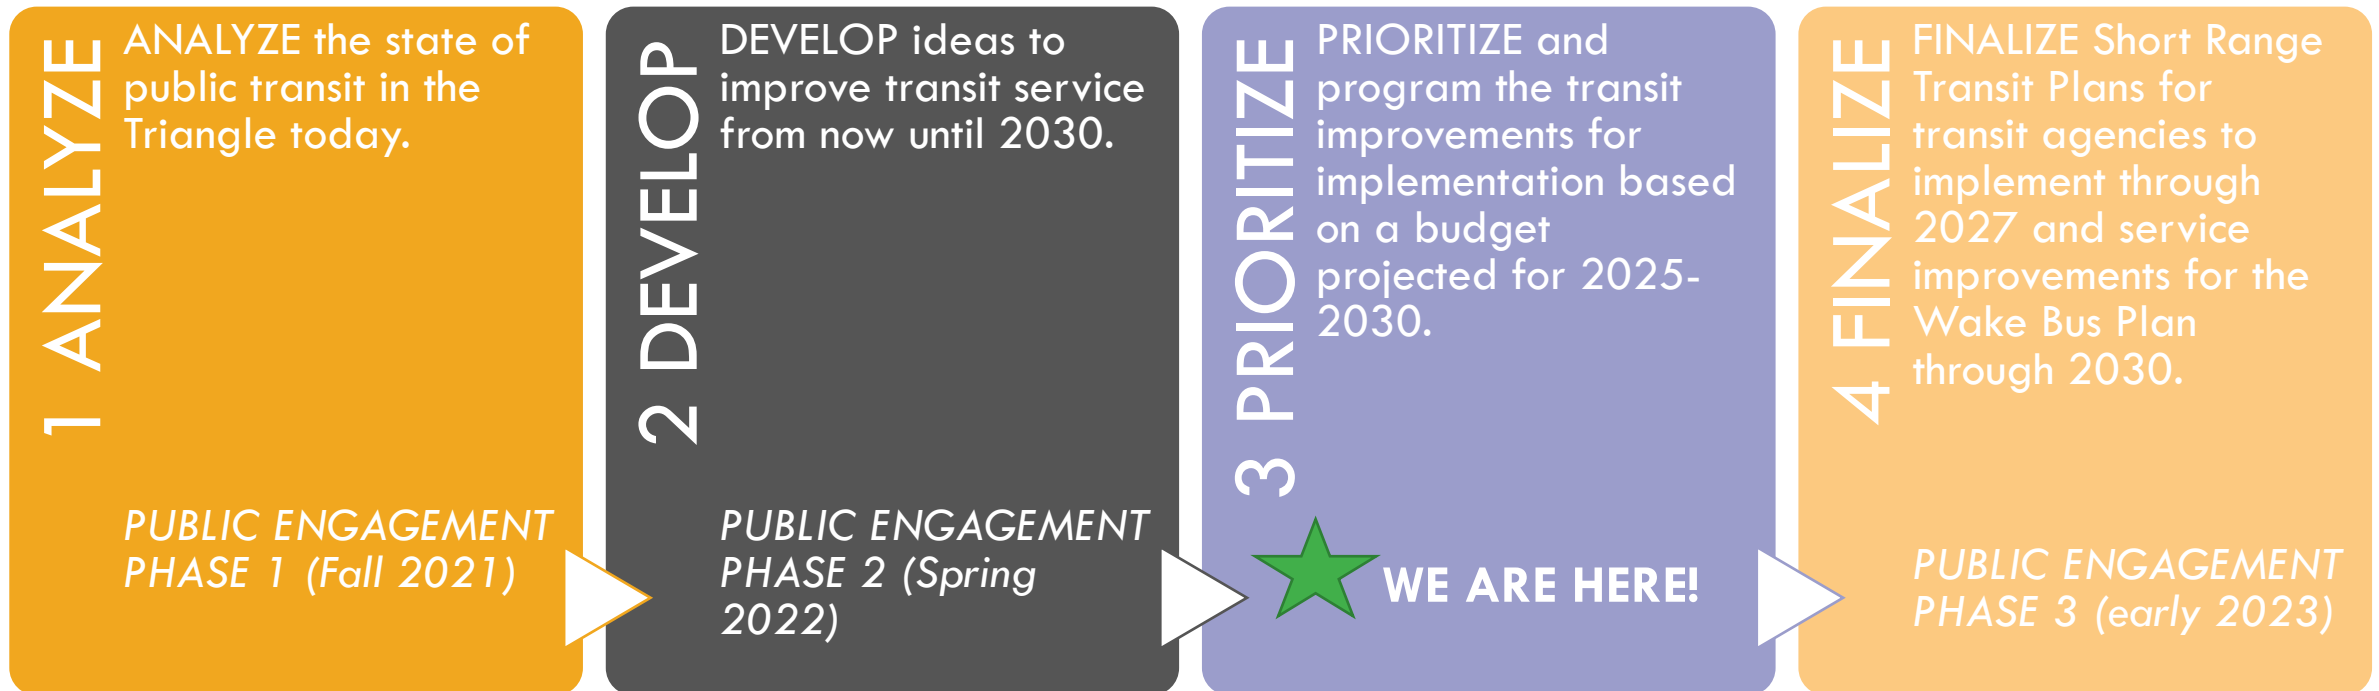 1 ANALYZE
ANALYZE the state of
public transit in the
Triangle today.
PUBLIC ENGAGEMENT
PHASE 1 (Fall 2021)
2 DEVELOP
DEVELOP ideas to
improve transit service
from now until 2030.
PUBLIC ENGAGEMENT
PHASE 2 (Spring
2022)
3 PRIORITIZE
PRIORITIZE and
program the transit
improvements for
implementation based
on a budget
projected for 2025-
2030.
WE ARE HERE!
4 FINALIZE
FINALIZE Short Range
Transit Plans for
transit agencies to
implement through
2027 and service
improvements for the
Wake Bus Plan
through 2030.
PUBLIC ENGAGEMENT
PHASE 3 (early 2023)